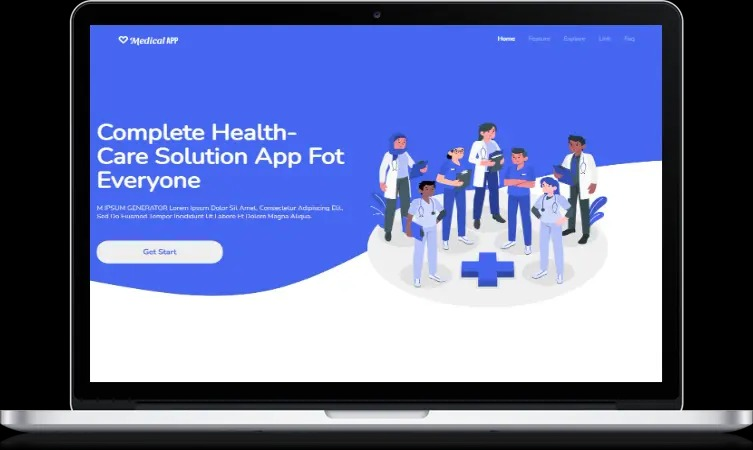 Medical APP
Home Feature Explore Link Faq
Complete Health-
Care Solution App Fot
Everyone
M IPSUM GENERATOR Lorem Ipsum Dolor Sit Amet, Consectetur Adipiscing Eli,
Sed Do Eiusmod Tempor Incididunt Ut Labore Et Dolore Magna Aliqua.
Get Start